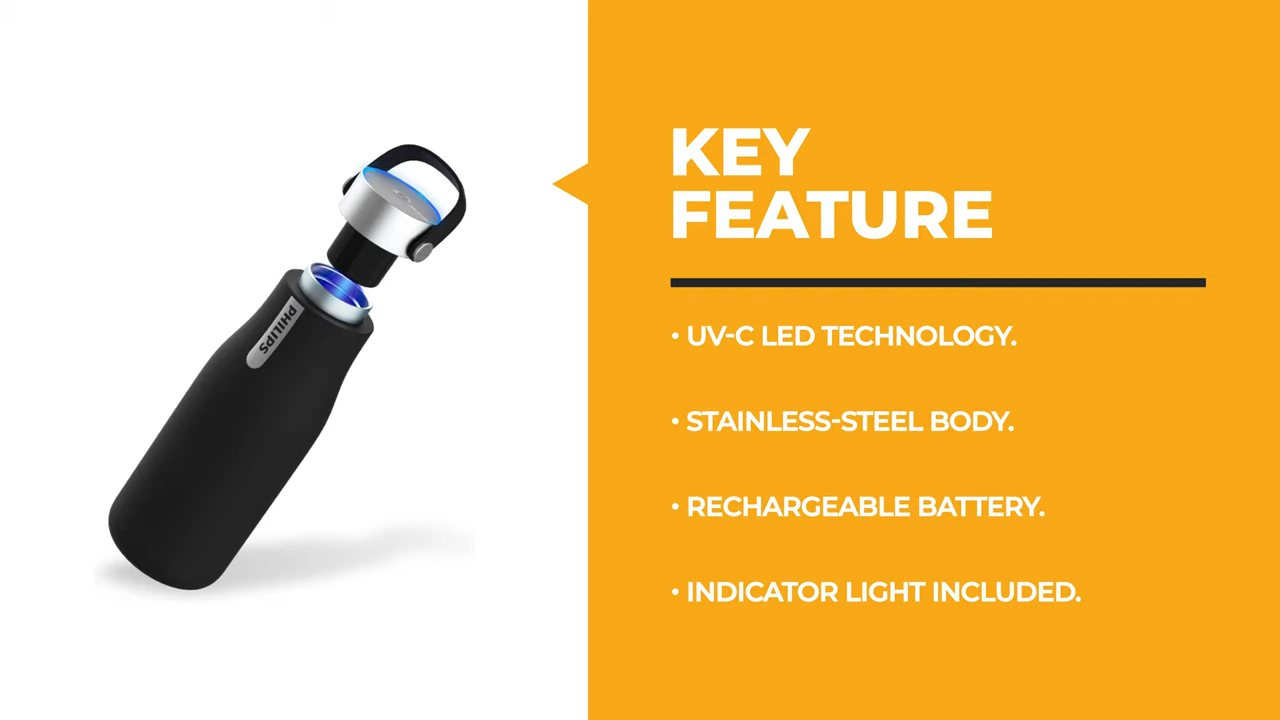 PHILIPS
KEY
FEATURE
• UV-C LED TECHNOLOGY.
• STAINLESS-STEEL BODY.
• RECHARGEABLE BATTERY.
• INDICATOR LIGHT INCLUDED.